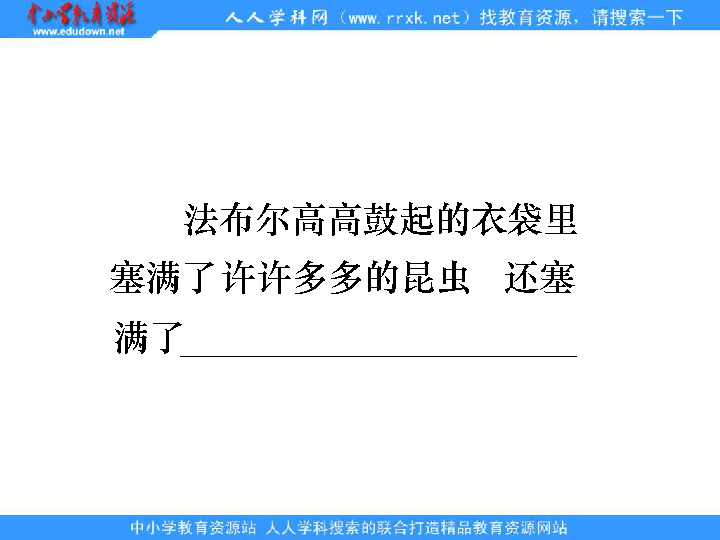 中小学教育资源
www.edudown.net
人人学科网（www.rrxk.net）找教育资源，请搜索一下
法布尔高高鼓起的衣袋里
塞满了许许多多的昆虫 还塞
满了______________________
中小学教育资源站 人人学科搜索的联合打造精品教育资源网站